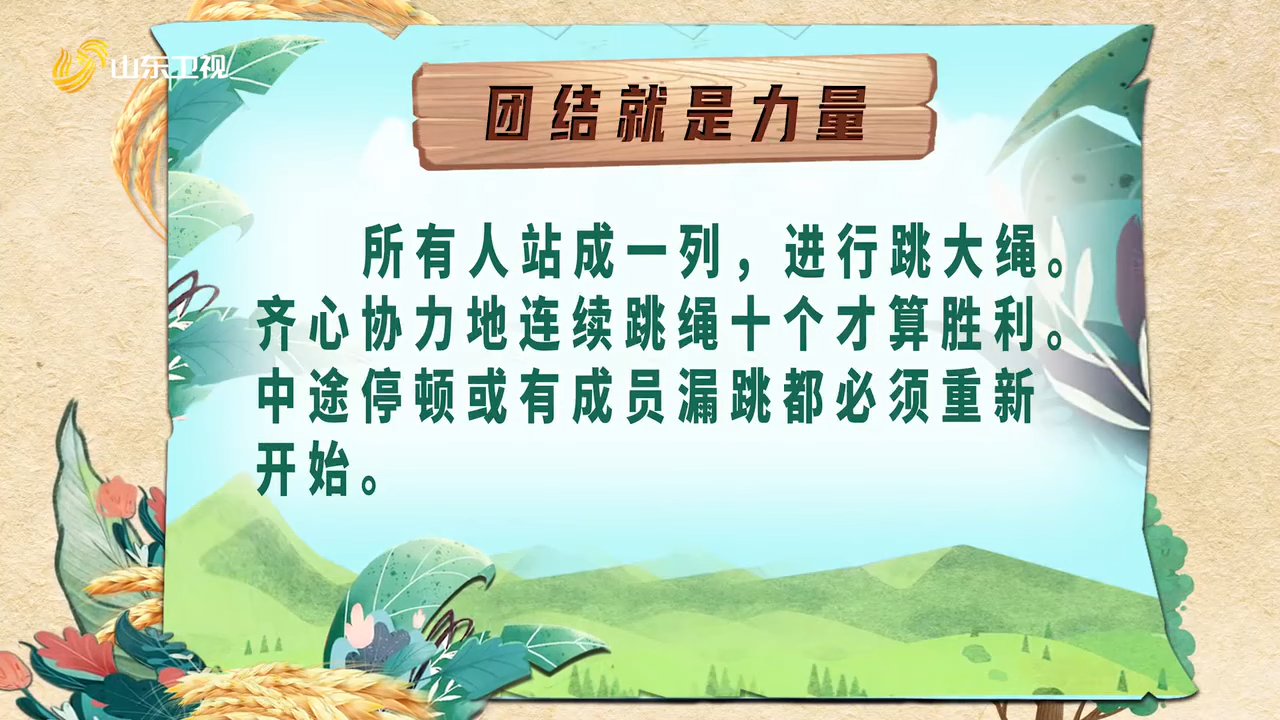 山东卫视
团结就是力量
所有人站成一列，进行跳大绳。
齐心协力地连续跳绳十个才算胜利。
中途停顿或有成员漏跳都必须重新
开始。